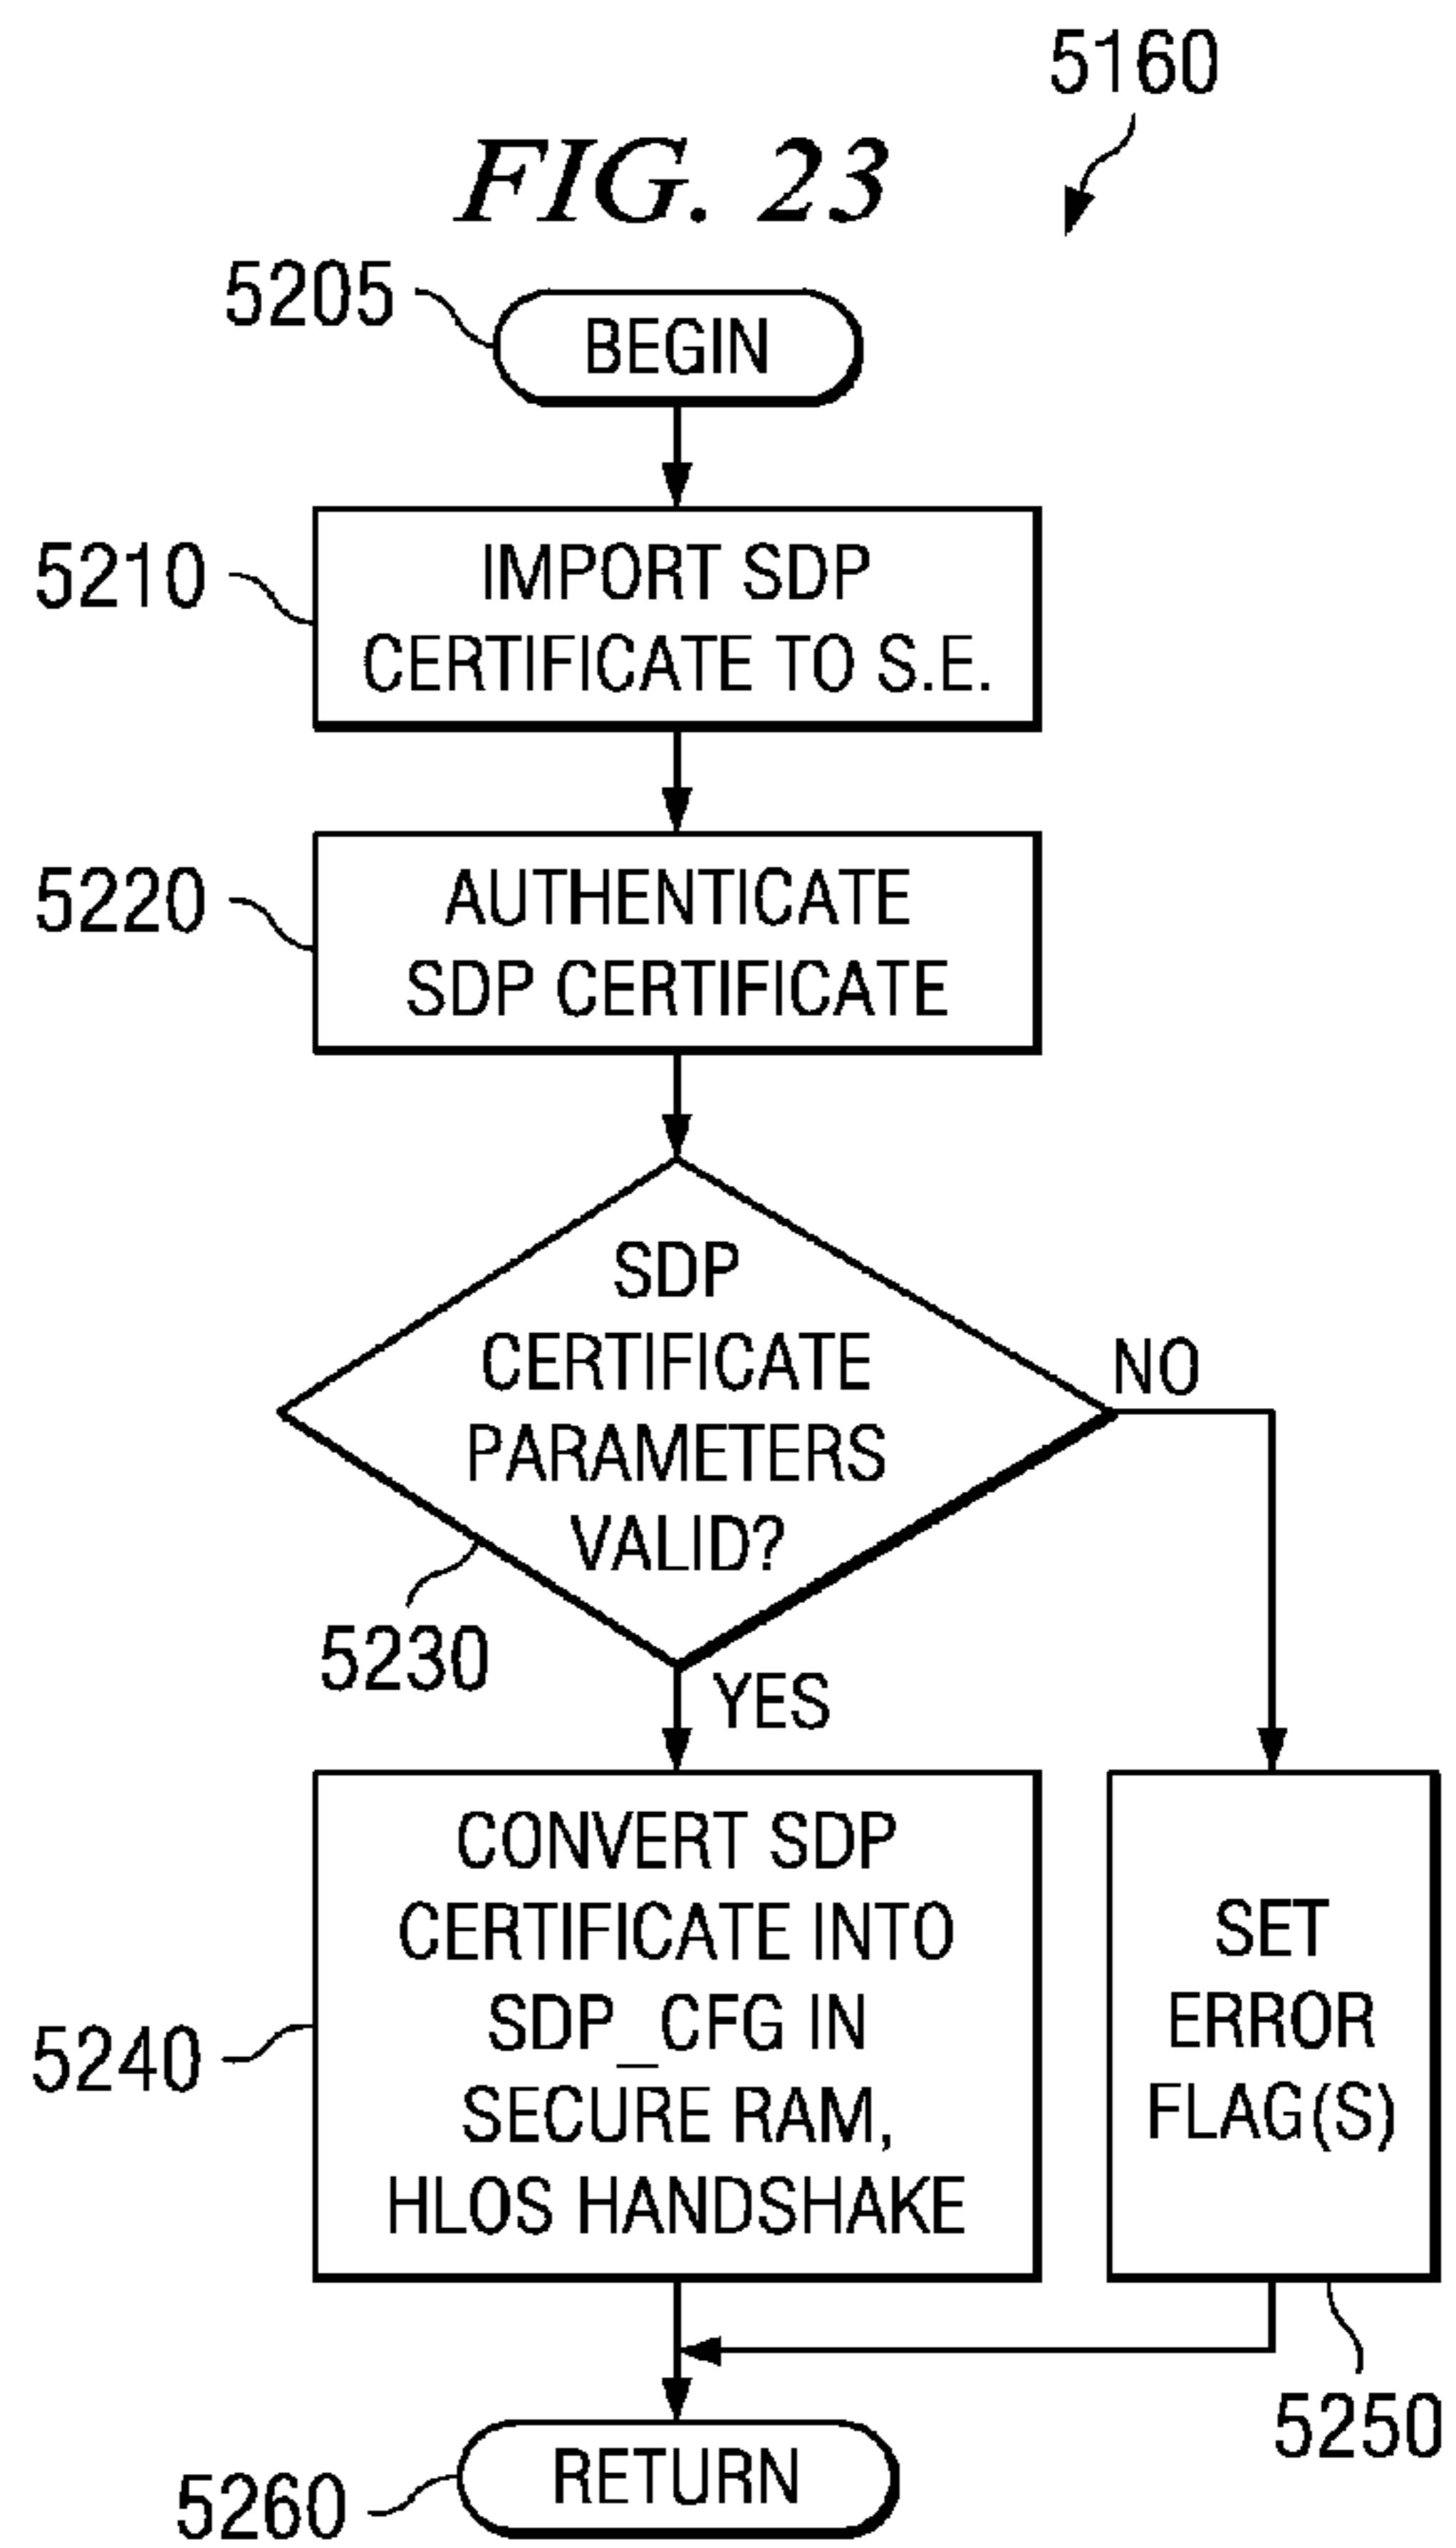 5160
FIG. 23
5205
BEGIN
5210
IMPORT SDP
CERTIFICATE TO S.E.
5220
AUTHENTICATE
SDP CERTIFICATE
SDP
CERTIFICATE
PARAMETERS
VALID?
NO
5230
YES
CONVERT SDP
CERTIFICATE INTO
SDP_CFG IN
SECURE RAM,
HLOS HANDSHAKE
5240
SET
ERROR
FLAG(S)
5250
RETURN
5260